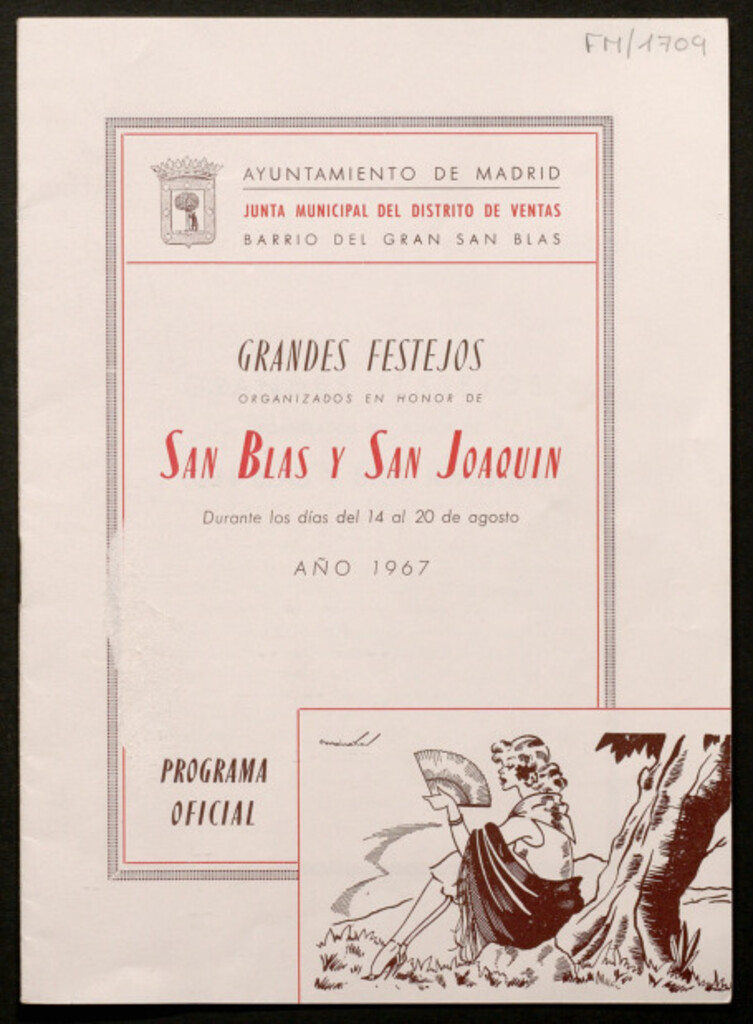 FM/1709
AYUNTAMIENTO DE MADRID
JUNTA MUNICIPAL DEL DISTRITO DE VENTAS
BARRIO DEL GRAN SAN BLAS
GRANDES FESTEJOS
ORGANIZADOS EN HONOR DE
SAN BLAS Y SAN JOAQUIN
Durante los días del 14 al 20 de agosto
AÑO 1967
PROGRAMA
OFICIAL